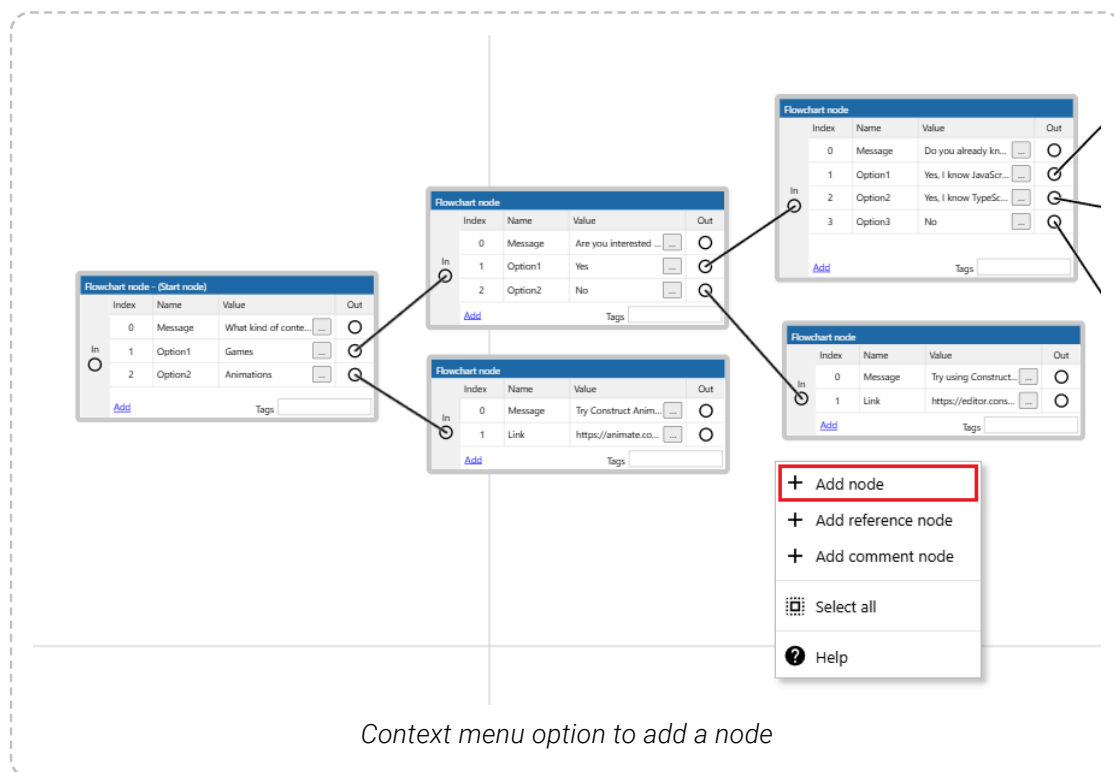 Flowchart node - (Start node)
Index Name Value Out
0 Message What kind of conte... ...
In
1 Option1 Games ...
2 Option2 Animations ...
Add Tags
Flowchart node
Index Name Value Out
0 Message Are you interested ... ...
In
1 Option1 Yes ...
2 Option2 No ...
Add Tags
Flowchart node
Index Name Value Out
0 Message Try Construct Anim... ...
In
1 Link https://animate.co... ...
Add Tags
Flowchart node
Index Name Value Out
0 Message Do you already kn... ...
1 Option1 Yes, I know JavaScr... ...
In
2 Option2 Yes, I know TypeSc... ...
3 Option3 No ...
Add Tags
Flowchart node
Index Name Value Out
0 Message Try using Construct... ...
In
1 Link https://editor.cons... ...
Add Tags
+ Add node
+ Add reference node
+ Add comment node
Select all
? Help
Context menu option to add a node